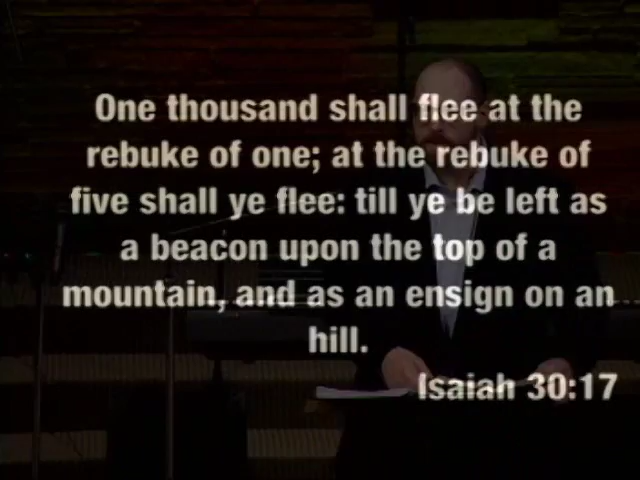 One thousand shall flee at the
rebuke of one; at the rebuke of
five shall ye flee: till ye be left as
a beacon upon the top of a
mountain, and as an ensign on an
hill.
Isaiah 30:17